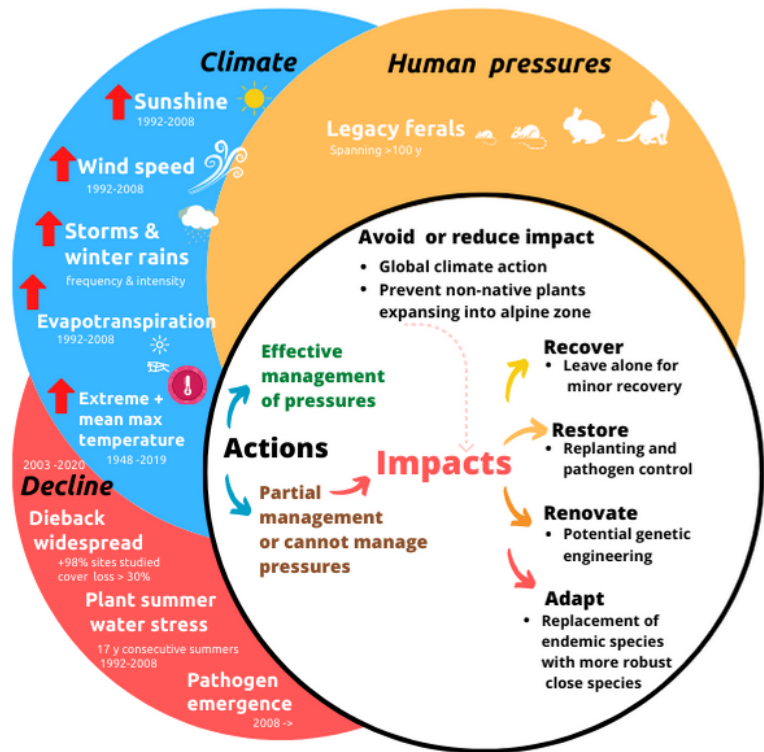 Climate
Sunshine
1992-2008
Wind speed
1992-2008
Storms &
winter rains
frequency & intensity
Evapotranspiration
1992-2008
Extreme +
mean max
temperature
1948 -2019
Human pressures
Legacy ferals
Spanning >100 y
2003 -2020
Decline
Dieback
widespread
+98% sites studied
cover loss > 30%
Plant summer
water stress
17 y consecutive summers
1992-2008
Pathogen
emergence
2008 ->
Avoid or reduce impact
• Global climate action
• Prevent non-native plants
expansing into alpine zone
Actions
Effective
management
of pressures
Partial
management
or cannot manage
pressures
Impacts
Recover
• Leave alone for
minor recovery
Restore
• Replanting and
pathogen control
Renovate
• Potential genetic
engineering
Adapt
• Replacement of
endemic species
with more robust
close species